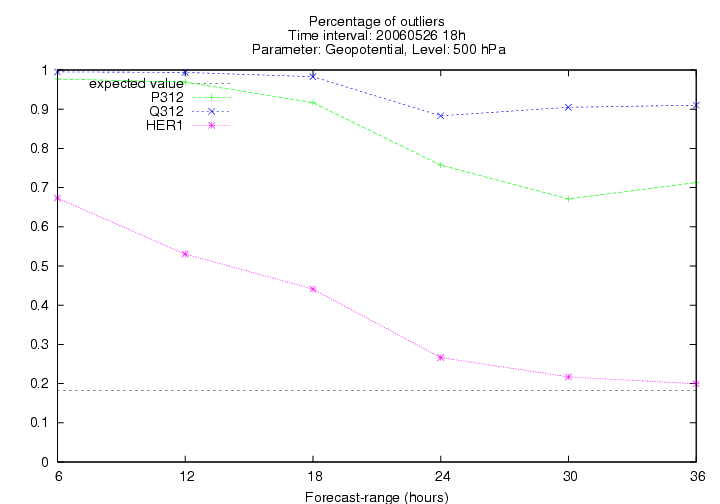 Percentage of outliers
Time interval: 20060526 18h
Parameter: Geopotential, Level: 500 hPa
1
0.9
0.8
0.7
0.6
0.5
0.4
0.3
0.2
0.1
0
expected value
P312
Q312
HER1
6 12 18 24 30 36
Forecast-range (hours)